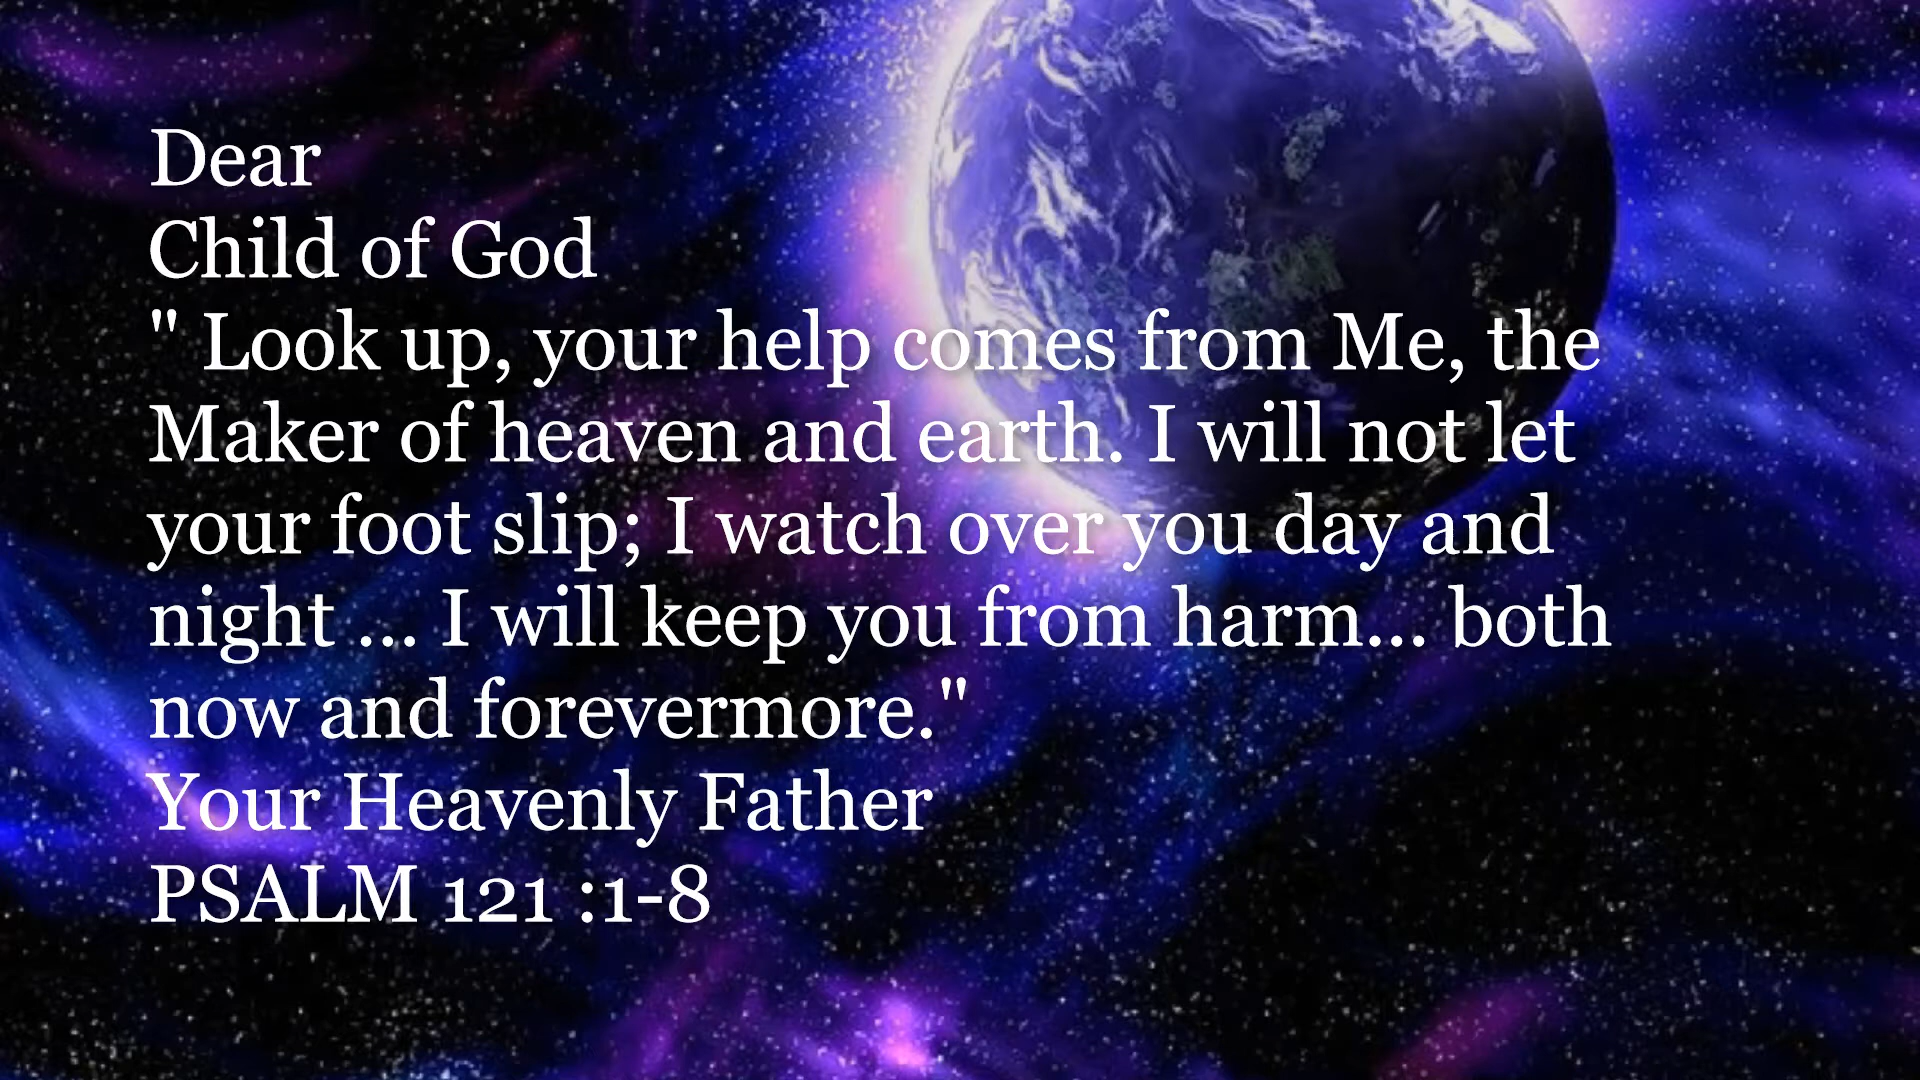 Dear
Child of God
" Look up, your help comes from Me, the
Maker of heaven and earth. I will not let
your foot slip; I watch over you day and
night ... I will keep you from harm... both
now and forevermore."
Your Heavenly Father
PSALM 121 :1-8